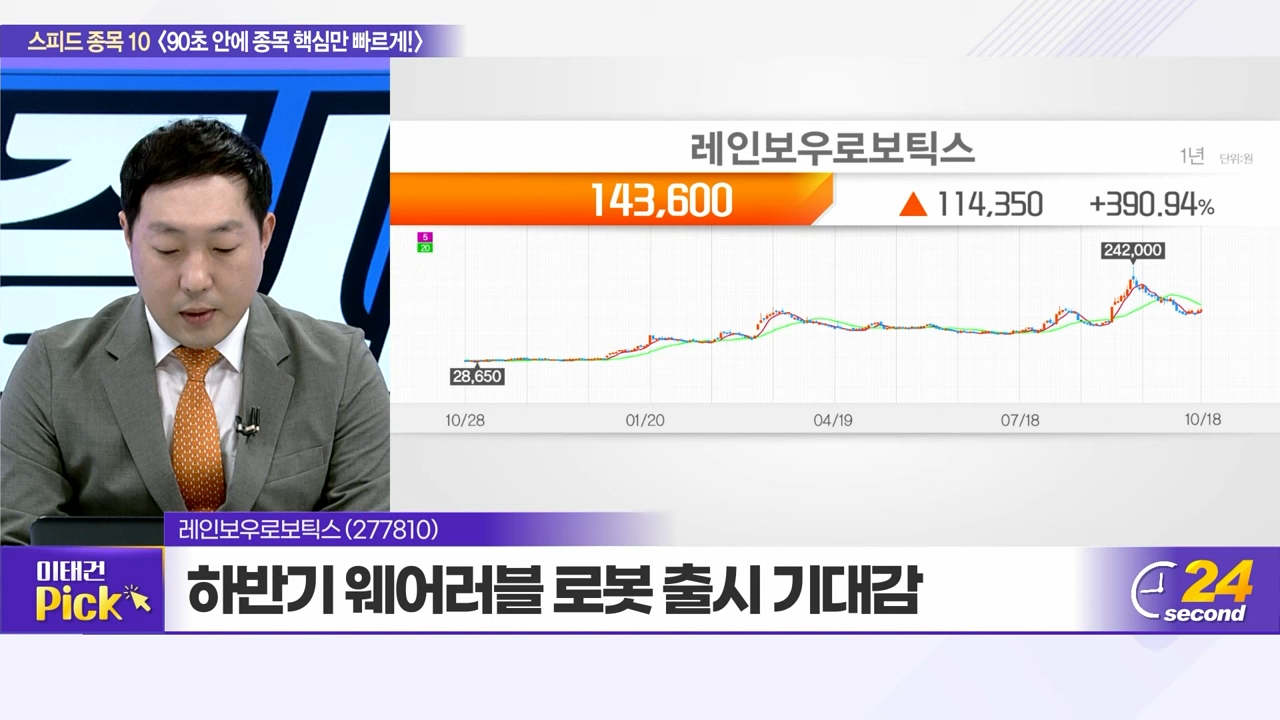 스피드 종목 10 〈90초 안에 종목 핵심만 빠르게!〉
레인보우로보틱스
1년 단위:원
143,600 ▲ 114,350 +390.94%
5
20
242,000
28,650
10/28 01/20 04/19 07/18 10/18
레인보우로보틱스 (277810)
이태건
Pick
하반기 웨어러블 로봇 출시 기대감
24
second